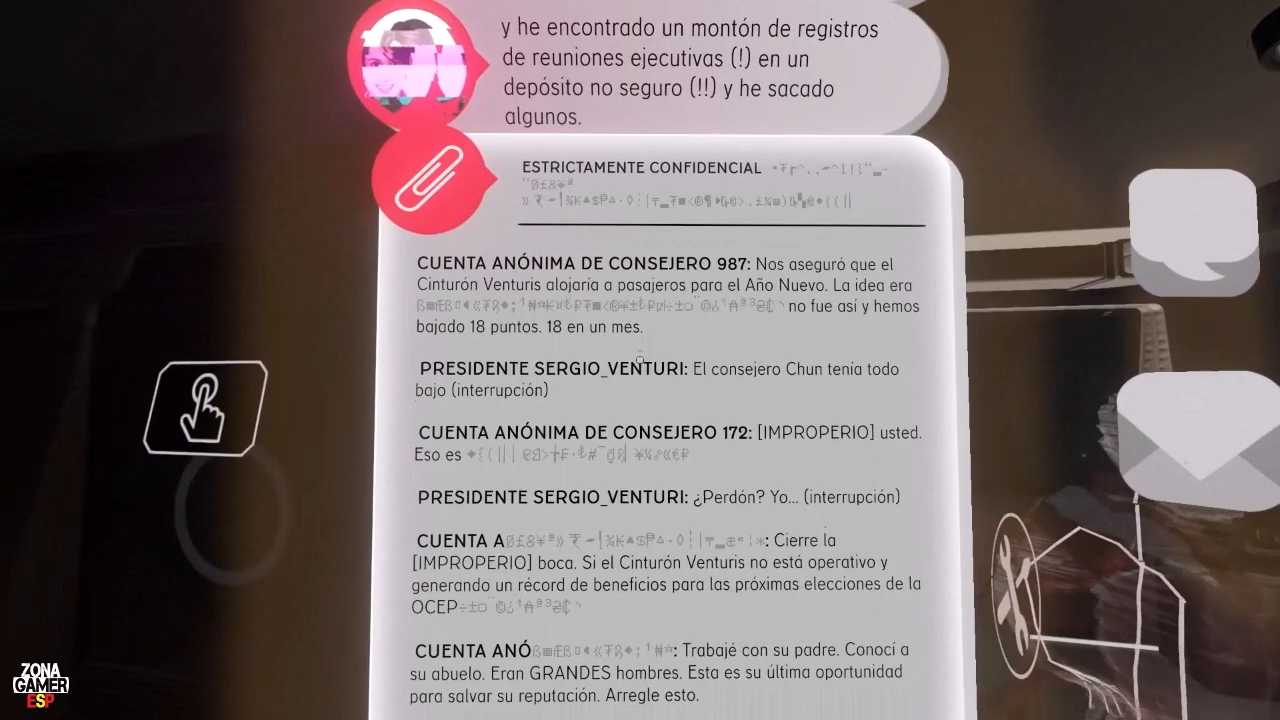 y he encontrado un montón de registros
de reuniones ejecutivas (!) en un
depósito no seguro (!!) y he sacado
algunos.
ESTRICTAMENTE CONFIDENCIAL
CUENTA ANÓNIMA DE CONSEJERO 987: Nos aseguró que el
Cinturón Venturis alojaría a pasajeros para el Año Nuevo. La idea era
no fue así y hemos
bajado 18 puntos. 18 en un mes.
PRESIDENTE SERGIO_VENTURI: El consejero Chun tenía todo
bajo (interrupción)
CUENTA ANÓNIMA DE CONSEJERO 172: [IMPROPERIO] usted.
Eso es
PRESIDENTE SERGIO_VENTURI: ¿Perdón? Yo... (interrupción)
CUENTA A : Cierre la
[IMPROPERIO] boca. Si el Cinturón Venturis no está operativo y
generando un récord de beneficios para las próximas elecciones de la
OCEP
CUENTA ANÓ : Trabajé con su padre. Conocí a
su abuelo. Eran GRANDES hombres. Esta es su última oportunidad
para salvar su reputación. Arregle esto.
ZONA
GAMER
ESP